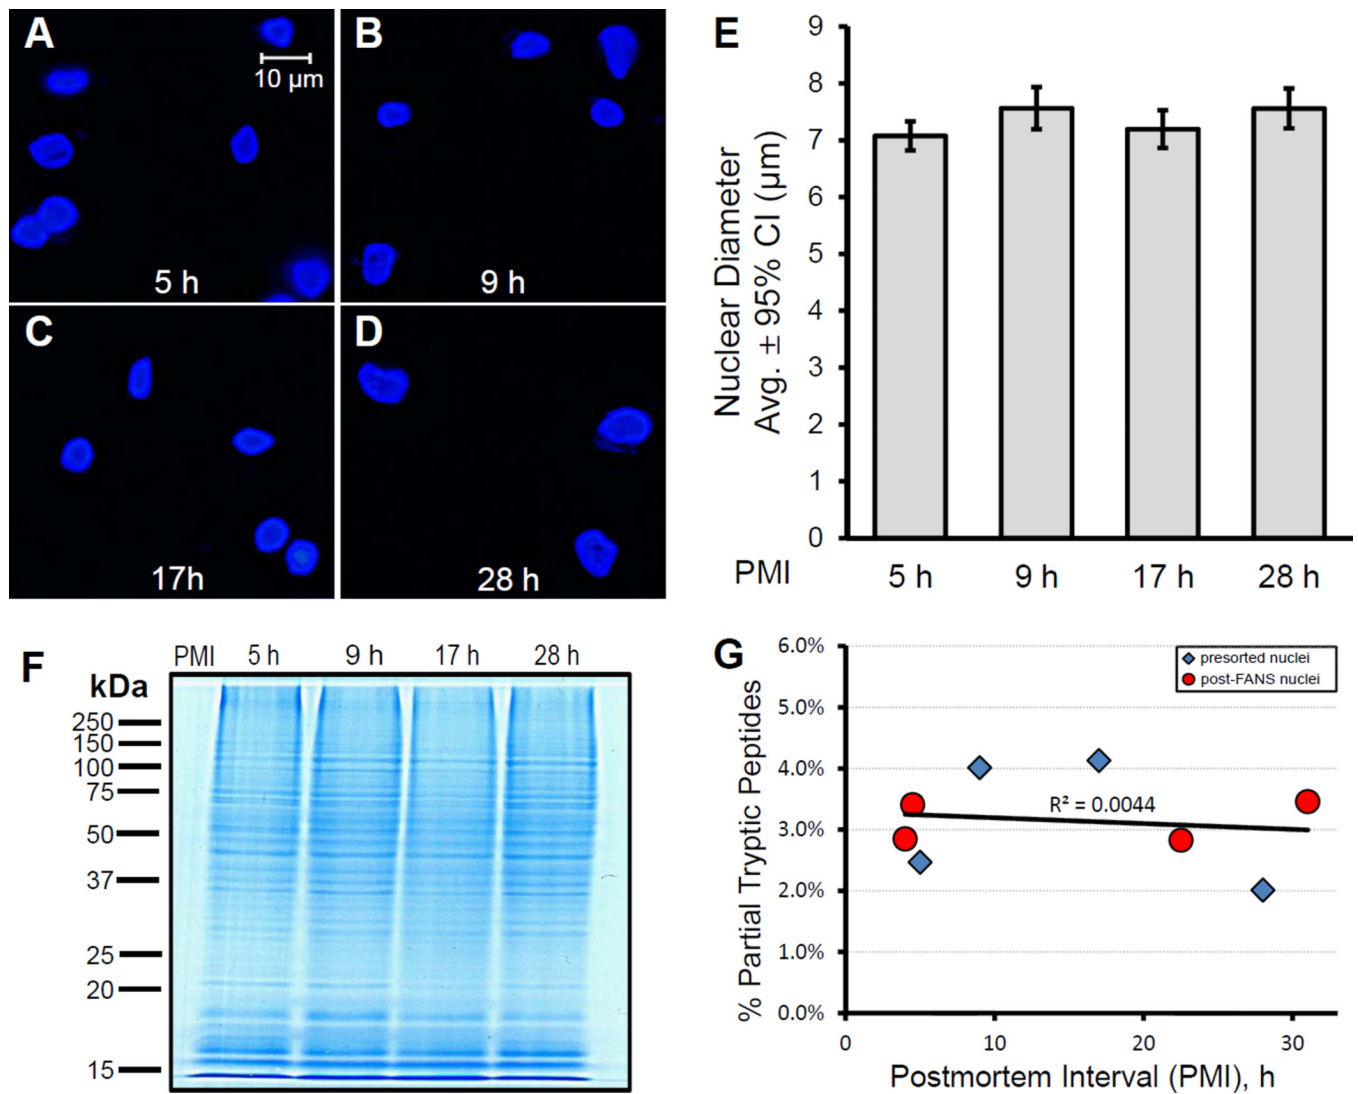 A
10 µm
5 h
B
9 h
C
17h
D
28 h
E
9
8
7
6
5
4
3
2
1
0
Nuclear Diameter
Avg. ± 95% CI (µm)
PMI 5 h 9 h 17 h 28 h
F
PMI 5 h 9 h 17 h 28 h
kDa
250
150
100
75
50
37
25
20
15
G
6.0%
5.0%
4.0%
3.0%
2.0%
1.0%
0.0%
% Partial Tryptic Peptides
presorted nuclei
post-FANS nuclei
R² = 0.0044
0 10 20 30
Postmortem Interval (PMI), h